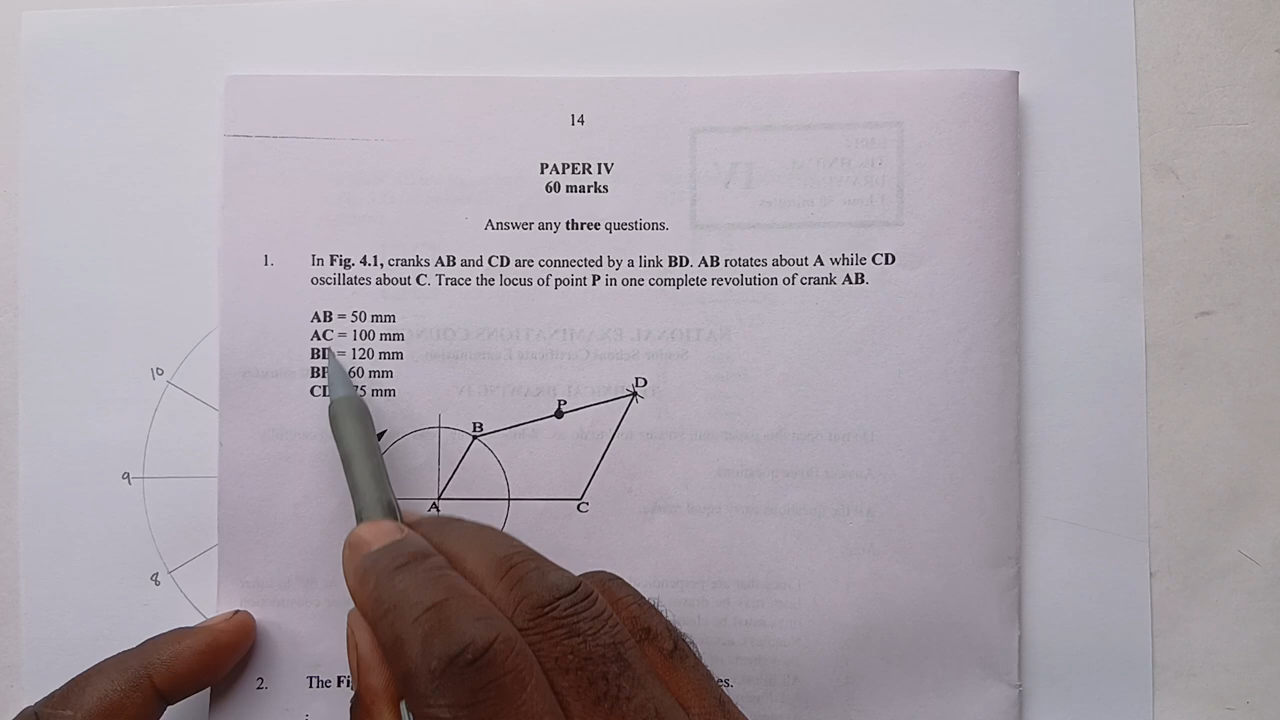 14
PAPER IV
60 marks
Answer any three questions.
1. In Fig. 4.1, cranks AB and CD are connected by a link BD. AB rotates about A while CD
oscillates about C. Trace the locus of point P in one complete revolution of crank AB.
AB = 50 mm
AC = 100 mm
BD = 120 mm
60 mm
75 mm
D
P
B
A
C
10
9
8
2. The